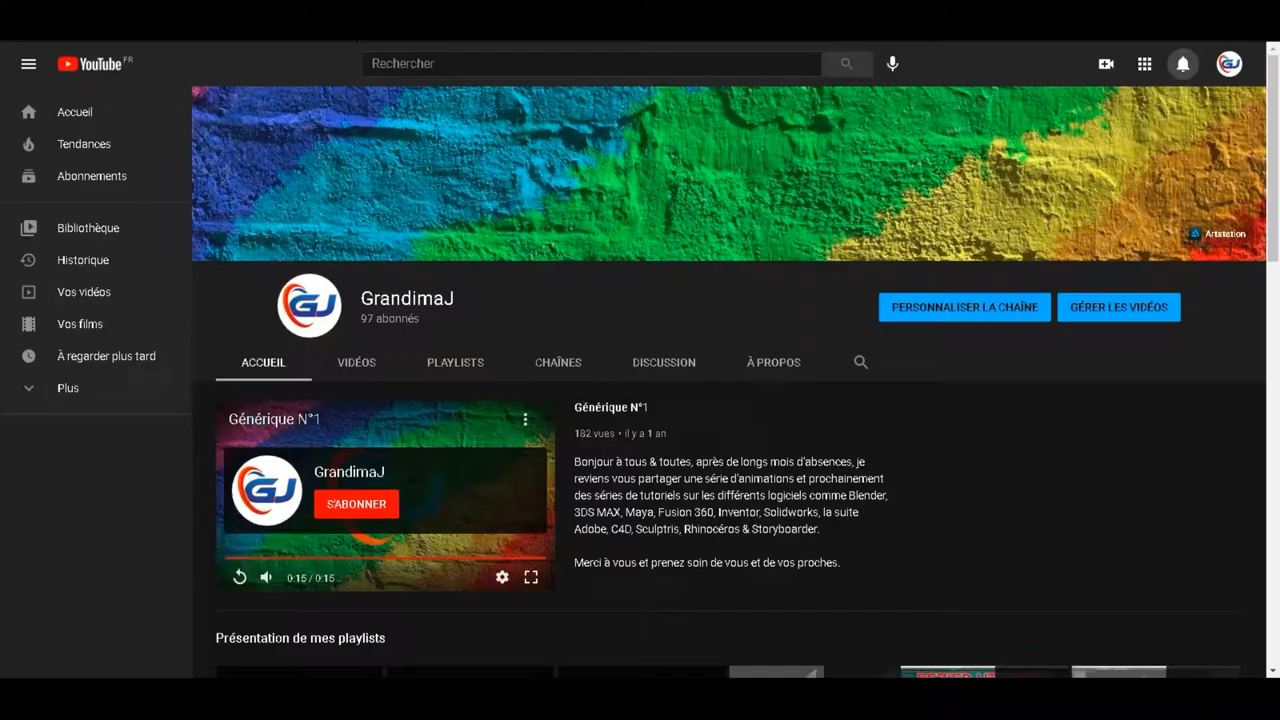 YouTube FR
Rechercher
Accueil
Tendances
Abonnements
Bibliothèque
Historique
Vos vidéos
Vos films
À regarder plus tard
Plus
Artstation
GJ
GrandimaJ
97 abonnés
PERSONNALISER LA CHAÎNE
GÉRER LES VIDÉOS
ACCUEIL
VIDÉOS
PLAYLISTS
CHAÎNES
DISCUSSION
À PROPOS
Générique N°1
GJ
GrandimaJ
S'ABONNER
0:15 / 0:15
Générique N°1
182 vues • il y a 1 an
Bonjour à tous & toutes, après de longs mois d'absences, je
reviens vous partager une série d'animations et prochainement
des séries de tutoriels sur les différents logiciels comme Blender,
3DS MAX, Maya, Fusion 360, Inventor, Solidworks, la suite
Adobe, C4D, Sculptris, Rhinocéros & Storyboarder.
Merci à vous et prenez soin de vous et de vos proches.
Présentation de mes playlists